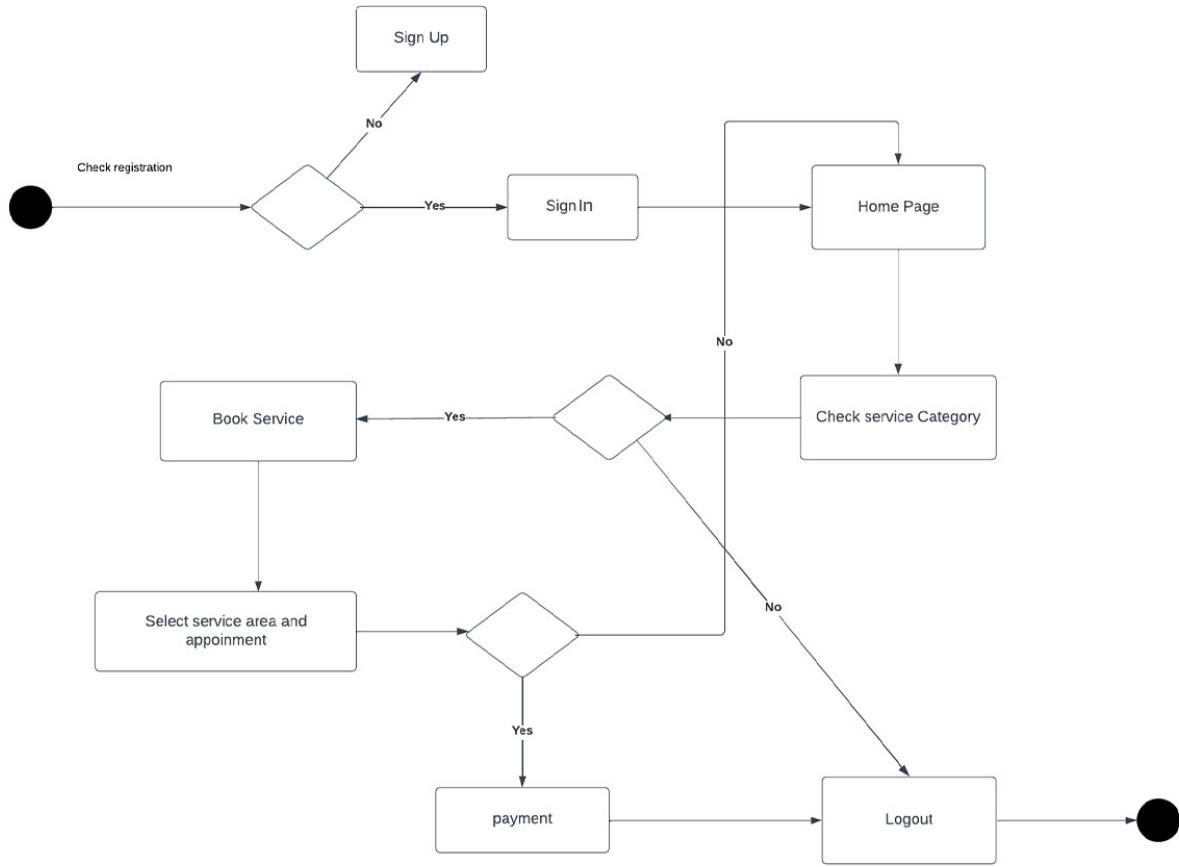 Sign Up
No
Check registration
Yes
Sign In
Home Page
No
Book Service
Yes
Check service Category
Select service area and
appoinment
No
Yes
payment
Logout